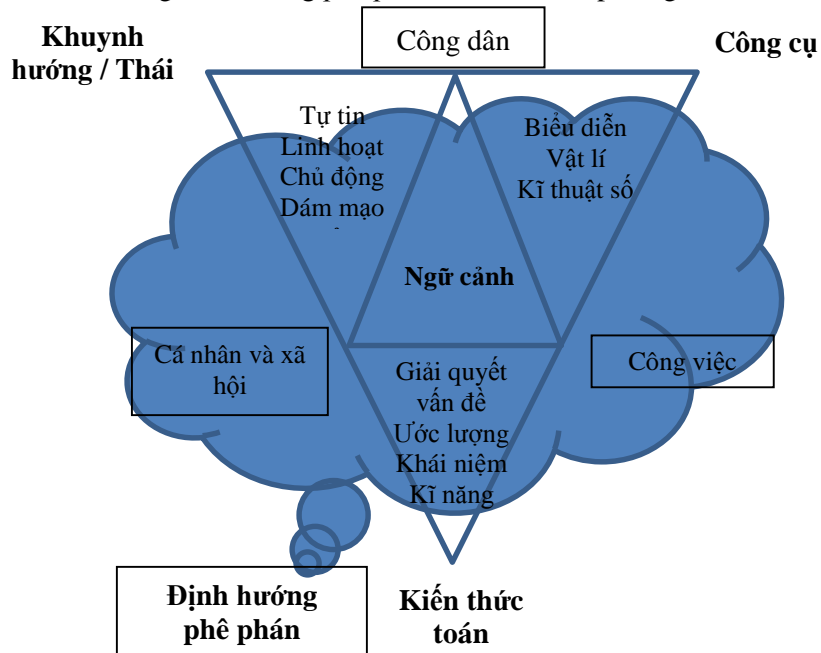 Khuynh
hướng / Thái
Công dân
Công cụ
Tự tin
Linh hoạt
Chủ động
Dám mạo
Biểu diễn
Vật lí
Kĩ thuật số
Ngữ cảnh
Cá nhân và xã
hội
Công việc
Giải quyết
vấn đề
Ước lượng
Khái niệm
Kĩ năng
Định hướng
phê phán
Kiến thức
toán